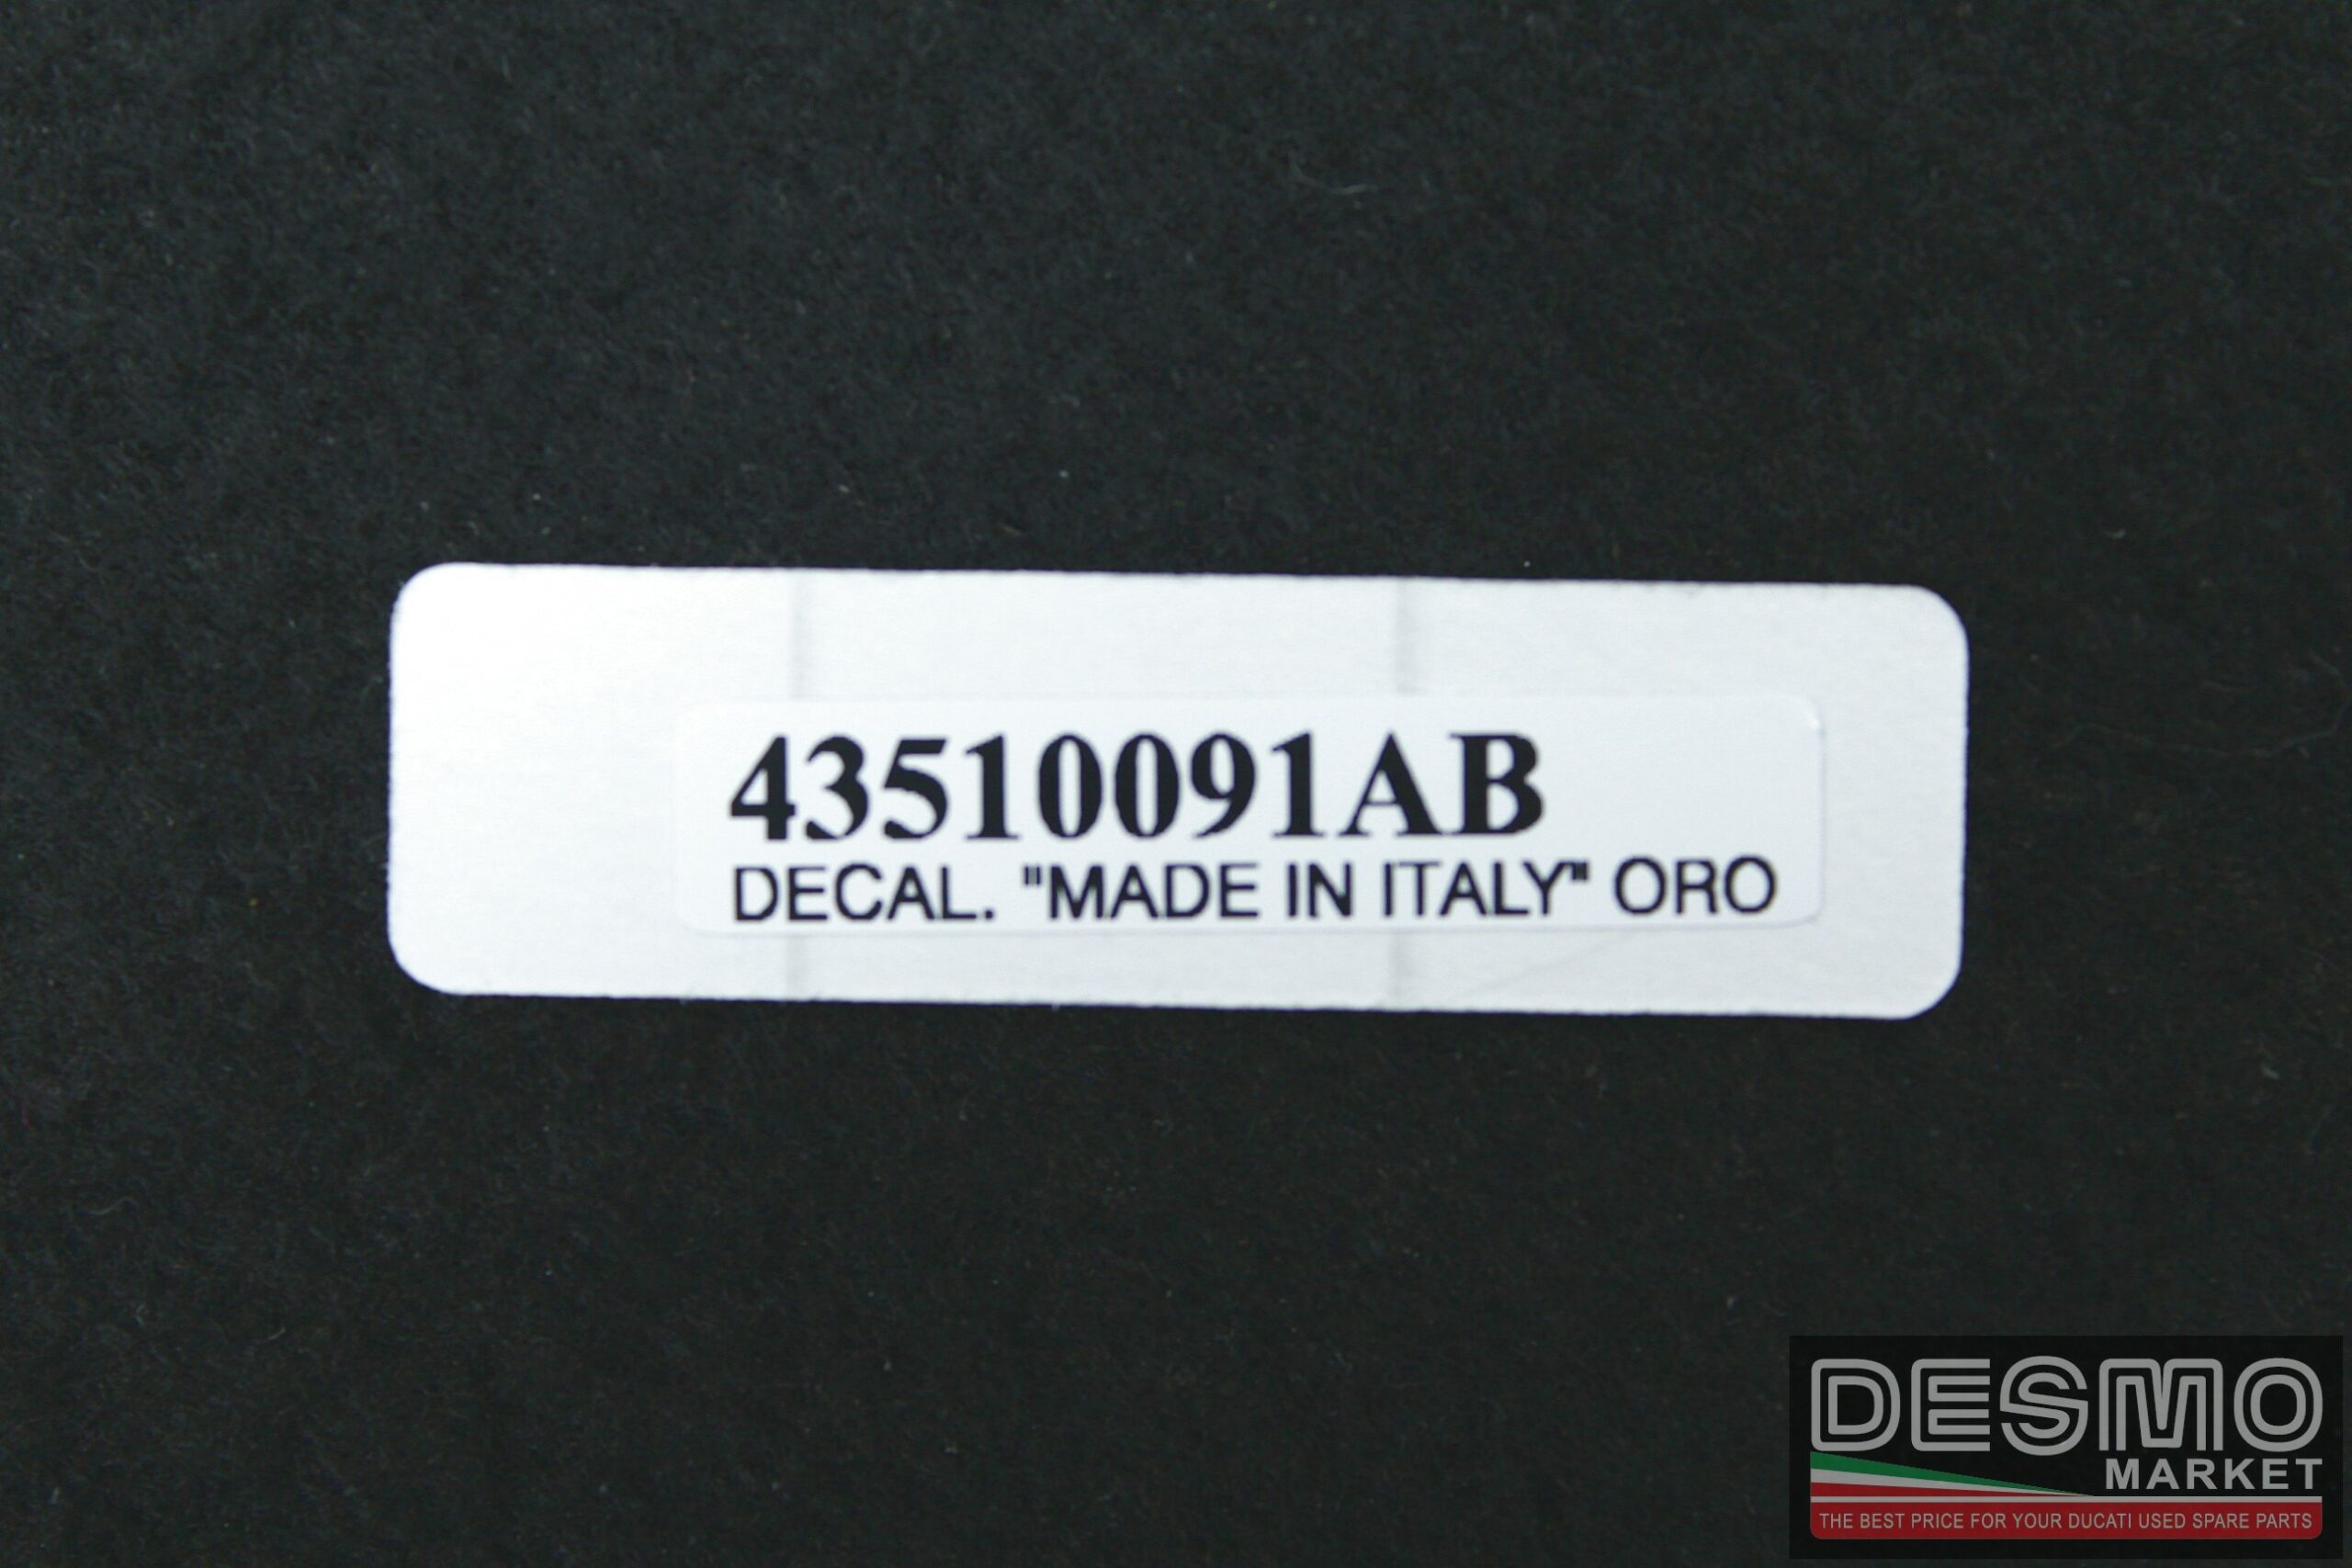 43510091AB
DECAL. "MADE IN ITALY" ORO
DESMO
MARKET
THE BEST PRICE FOR YOUR DUCATI USED SPARE PARTS